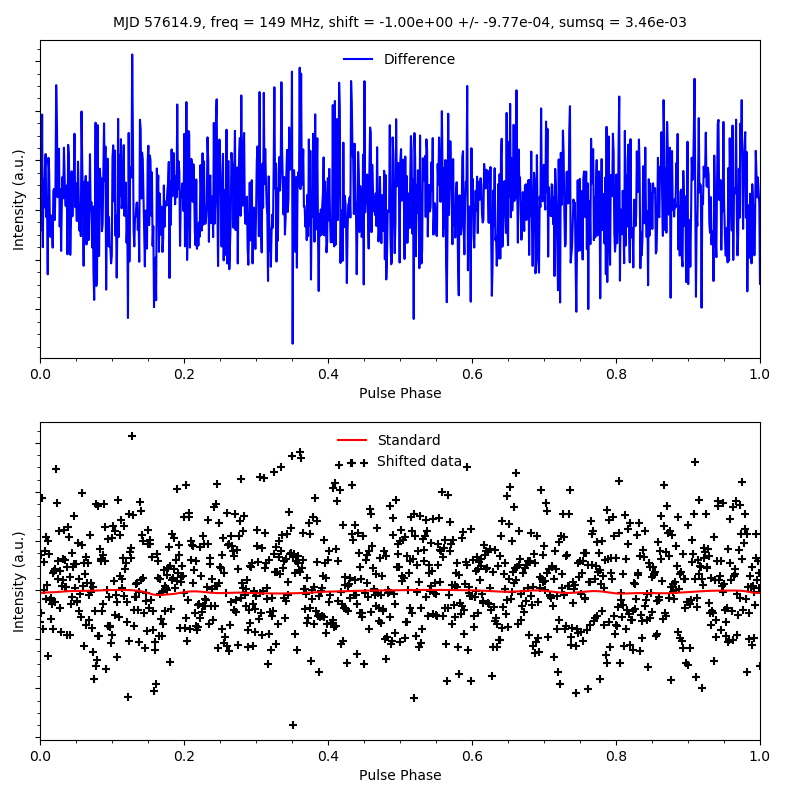 MJD 57614.9, freq = 149 MHz, shift = -1.00e+00 +/- -9.77e-04, sumsq = 3.46e-03
Difference
Intensity (a.u.)
0.0 0.2 0.4 0.6 0.8 1.0
Pulse Phase
Standard
Shifted data
Intensity (a.u.)
0.0 0.2 0.4 0.6 0.8 1.0
Pulse Phase